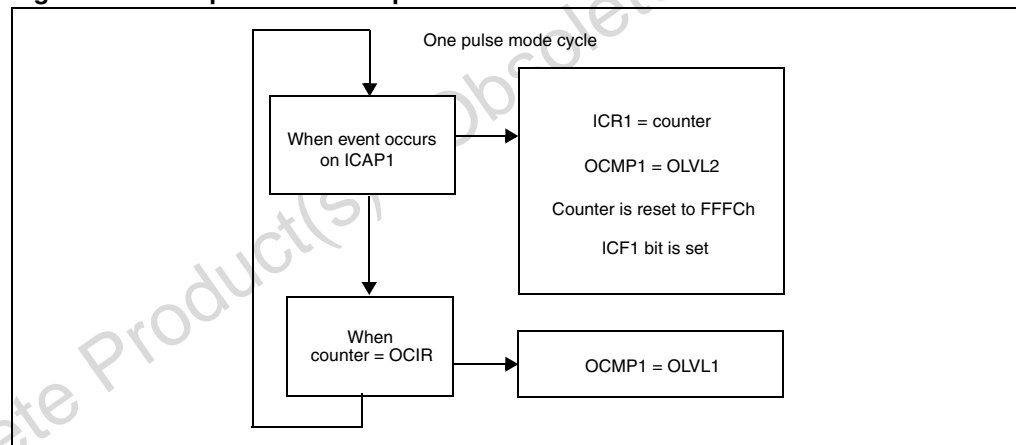 One pulse mode cycle
When event occurs
on ICAP1
ICR1 = counter
OCMP1 = OLVL2
Counter is reset to FFFCh
ICF1 bit is set
When
counter = OCIR
OCMP1 = OLVL1